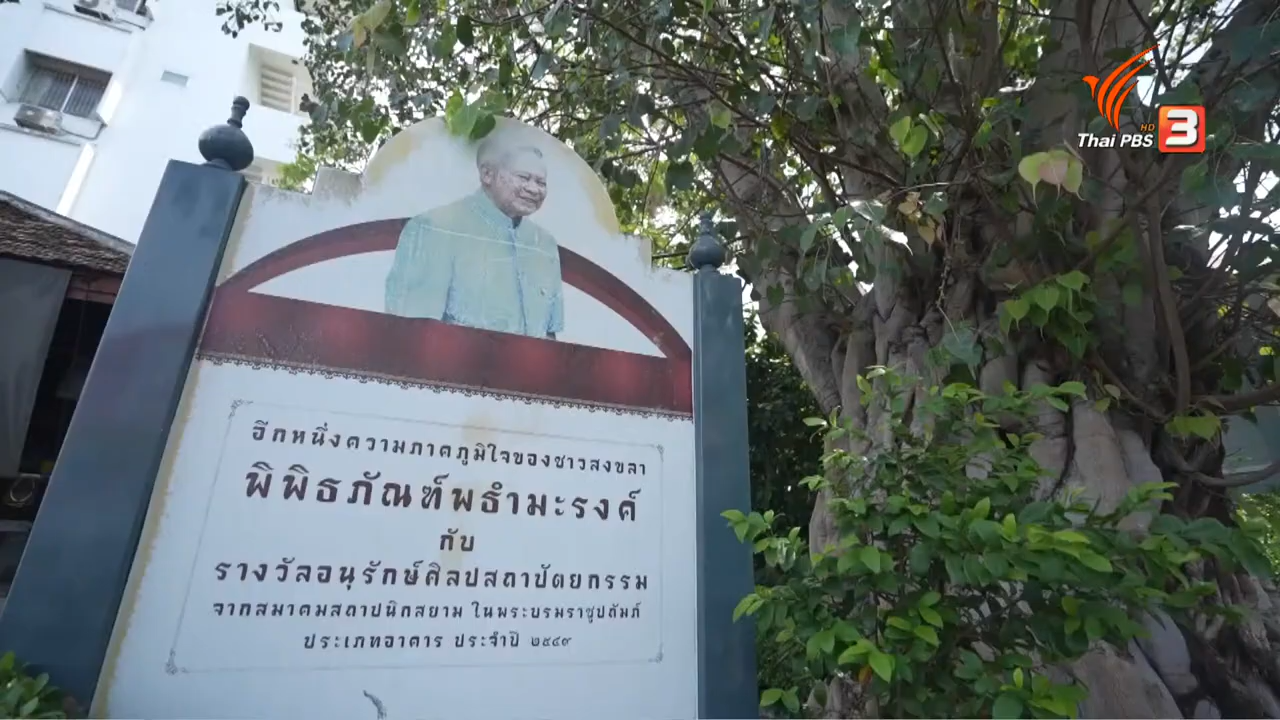 HD
Thai PBS 3
อีกหนึ่งความภาคภูมิใจของชาวสงขลา
พิพิธภัณฑ์พธำมะรงค์
กับ
รางวัลอนุรักษ์ศิลปสถาปัตยกรรม
จากสมาคมสถาปนิกสยาม ในพระบรมราชูปถัมภ์
ประเภทอาคาร ประจำปี ๒๕๔๙